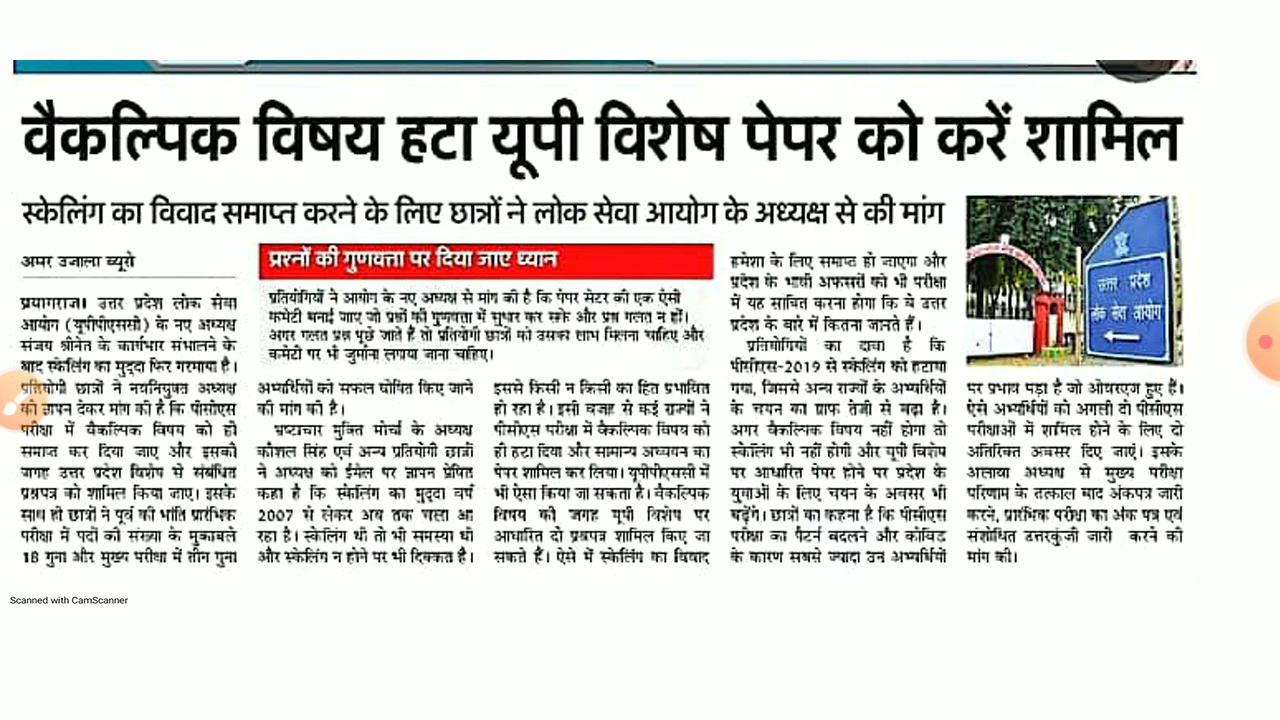 वैकल्पिक विषय हटा यूपी विशेष पेपर को करें शामिल
स्केलिंग का विवाद समाप्त करने के लिए छात्रों ने लोक सेवा आयोग के अध्यक्ष से की मांग
अमर उजाला ब्यूरो
प्रयागराज। उत्तर प्रदेश लोक सेवा
आयोग (यूपीपीएससी) के नए अध्यक्ष
संजय श्रीनेत के कार्यभार संभालने के
बाद स्केलिंग का मुद्दा फिर गरमाया है।
प्रतियोगी छात्रों ने नवनियुक्त अध्यक्ष
को ज्ञापन देकर मांग की है कि पीसीएस
परीक्षा में वैकल्पिक विषय को ही
समाप्त कर दिया जाए और इसकी
जगह उत्तर प्रदेश विशेष से संबंधित
प्रश्नपत्र को शामिल किया जाए। इसके
साथ ही छात्रों ने पूर्व की भांति प्रारंभिक
परीक्षा में पदों की संख्या के मुकाबले
18 गुना और मुख्य परीक्षा में तीन गुना
प्रश्नों की गुणवत्ता पर दिया जाए ध्यान
प्रतियोगियों ने आयोग के नए अध्यक्ष से मांग की है कि पेपर सेटर की एक ऐसी
कमेटी बनाई जाए जो प्रश्नों की गुणवत्ता में सुधार कर सके और प्रश्न गलत न हों।
अगर गलत प्रश्न पूछे जाते हैं तो प्रतियोगी छात्रों को उसका लाभ मिलना चाहिए और
कमेटी पर भी जुर्माना लगाया जाना चाहिए।
अभ्यर्थियों को सफल घोषित किए जाने
की मांग की है।
भ्रष्टाचार मुक्ति मोर्चा के अध्यक्ष
कौशल सिंह एवं अन्य प्रतियोगी छात्रों
ने अध्यक्ष को ईमेल पर ज्ञापन प्रेषित
कहा है कि स्केलिंग का मुद्दा वर्ष
2007 से लेकर अब तक चला आ
रहा है। स्केलिंग थी तो भी समस्या थी
और स्केलिंग न होने पर भी दिक्कत है।
इससे किसी न किसी का हित प्रभावित
हो रहा है। इसी वजह से कई राज्यों ने
पीसीएस परीक्षा में वैकल्पिक विषय को
ही हटा दिया और सामान्य अध्ययन का
पेपर शामिल कर लिया। यूपीपीएससी में
भी ऐसा किया जा सकता है। वैकल्पिक
विषय की जगह यूपी विशेष पर
आधारित दो प्रश्नपत्र शामिल किए जा
सकते हैं। ऐसे में स्केलिंग का विवाद
हमेशा के लिए समाप्त हो जाएगा और
प्रदेश के भावी अफसरों को भी परीक्षा
में यह साबित करना होगा कि वे उत्तर
प्रदेश के बारे में कितना जानते हैं।
प्रतियोगियों का दावा है कि
पीसीएस-2019 से स्केलिंग को हटाया
गया, जिससे अन्य राज्यों के अभ्यर्थियों
के चयन का ग्राफ तेजी से बढ़ा है।
अगर वैकल्पिक विषय नहीं होगा तो
स्केलिंग भी नहीं होगी और यूपी विशेष
पर आधारित पेपर होने पर प्रदेश के
युवाओं के लिए चयन के अवसर भी
बढ़ेंगे। छात्रों का कहना है कि पीसीएस
परीक्षा का पैटर्न बदलने और कोविड
के कारण सबसे ज्यादा उन अभ्यर्थियों
उत्तर प्रदेश
लोक सेवा आयोग
पर प्रभाव पड़ा है जो ओवरएज हुए हैं।
ऐसे अभ्यर्थियों को अगली दो पीसीएस
परीक्षाओं में शामिल होने के लिए दो
अतिरिक्त अवसर दिए जाएं। इसके
अलावा अध्यक्ष से मुख्य परीक्षा
परिणाम के तत्काल बाद अंकपत्र जारी
करने, प्रारंभिक परीक्षा का अंक पत्र एवं
संशोधित उत्तरकुंजी जारी करने की
मांग की।
Scanned with CamScanner